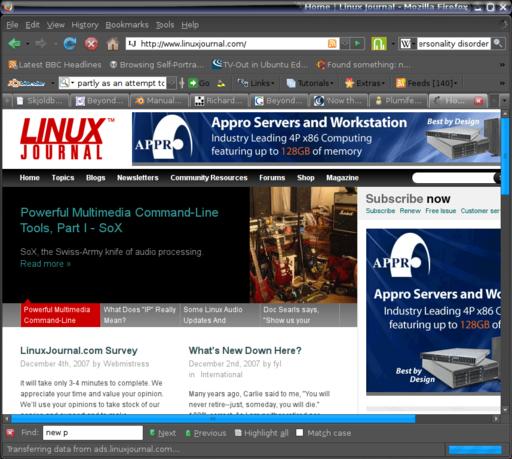 Home | Linux Journal - Mozilla Firefox
File Edit View History Bookmarks Tools Help
http://www.linuxjournal.com/ W ersonality disorder
Latest BBC Headlines Browsing Self-Portra... TV-Out in Ubuntu Ed... Found something: n...
partly as an attempt to Go Links Tutorials Extras Feeds [140]
Skjoldb... Beyond... Manual... Richard... Beyond... Now th... Plumife... Ho...
LINUX JOURNAL™
APPRO
Appro Servers and Workstation
Industry Leading 4P x86 Computing
featuring up to 128GB of memory
Best by Design
Home Topics Blogs Newsletters Community Resources Forums Shop Magazine
Powerful Multimedia Command-Line
Tools, Part I - SoX
SoX, the Swiss-Army knife of audio processing.
Read more »
Powerful Multimedia
Command-Line
What Does "IP" Really
Mean?
Some Linux Audio
Updates And
Doc Searls says,
"Show us your
Subscribe now
Subscribe Renew Free Issue Customer ser
APPRO
Appro Servers and Wo
Industry Leading 4P x86 C
featuring up to 128GB of
Best by
Design
LinuxJournal.com Survey
December 4th, 2007 by Webmistress
It will take only 3-4 minutes to complete. We
appreciate your time and value your opinion.
We'll use your opinions to take stock of our
What's New Down Here?
December 2nd, 2007 by fyl
in International
Many years ago, Carlie said to me, "You will
never retire--just, someday, you will die."
APPRO
Appro Servers and Wo
Find: new p Next Previous Highlight all Match case
Transferring data from ads.linuxjournal.com...